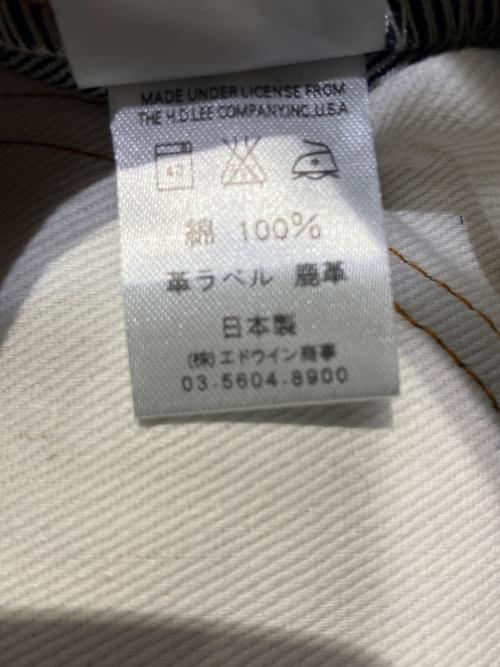 MADE UNDER LICENSE FROM
THE H.D.LEE COMPANY.INC.U.S.A
40
綿 100%
革ラベル 鹿革
日本製
(株)エドウイン商事
03-5604-8900